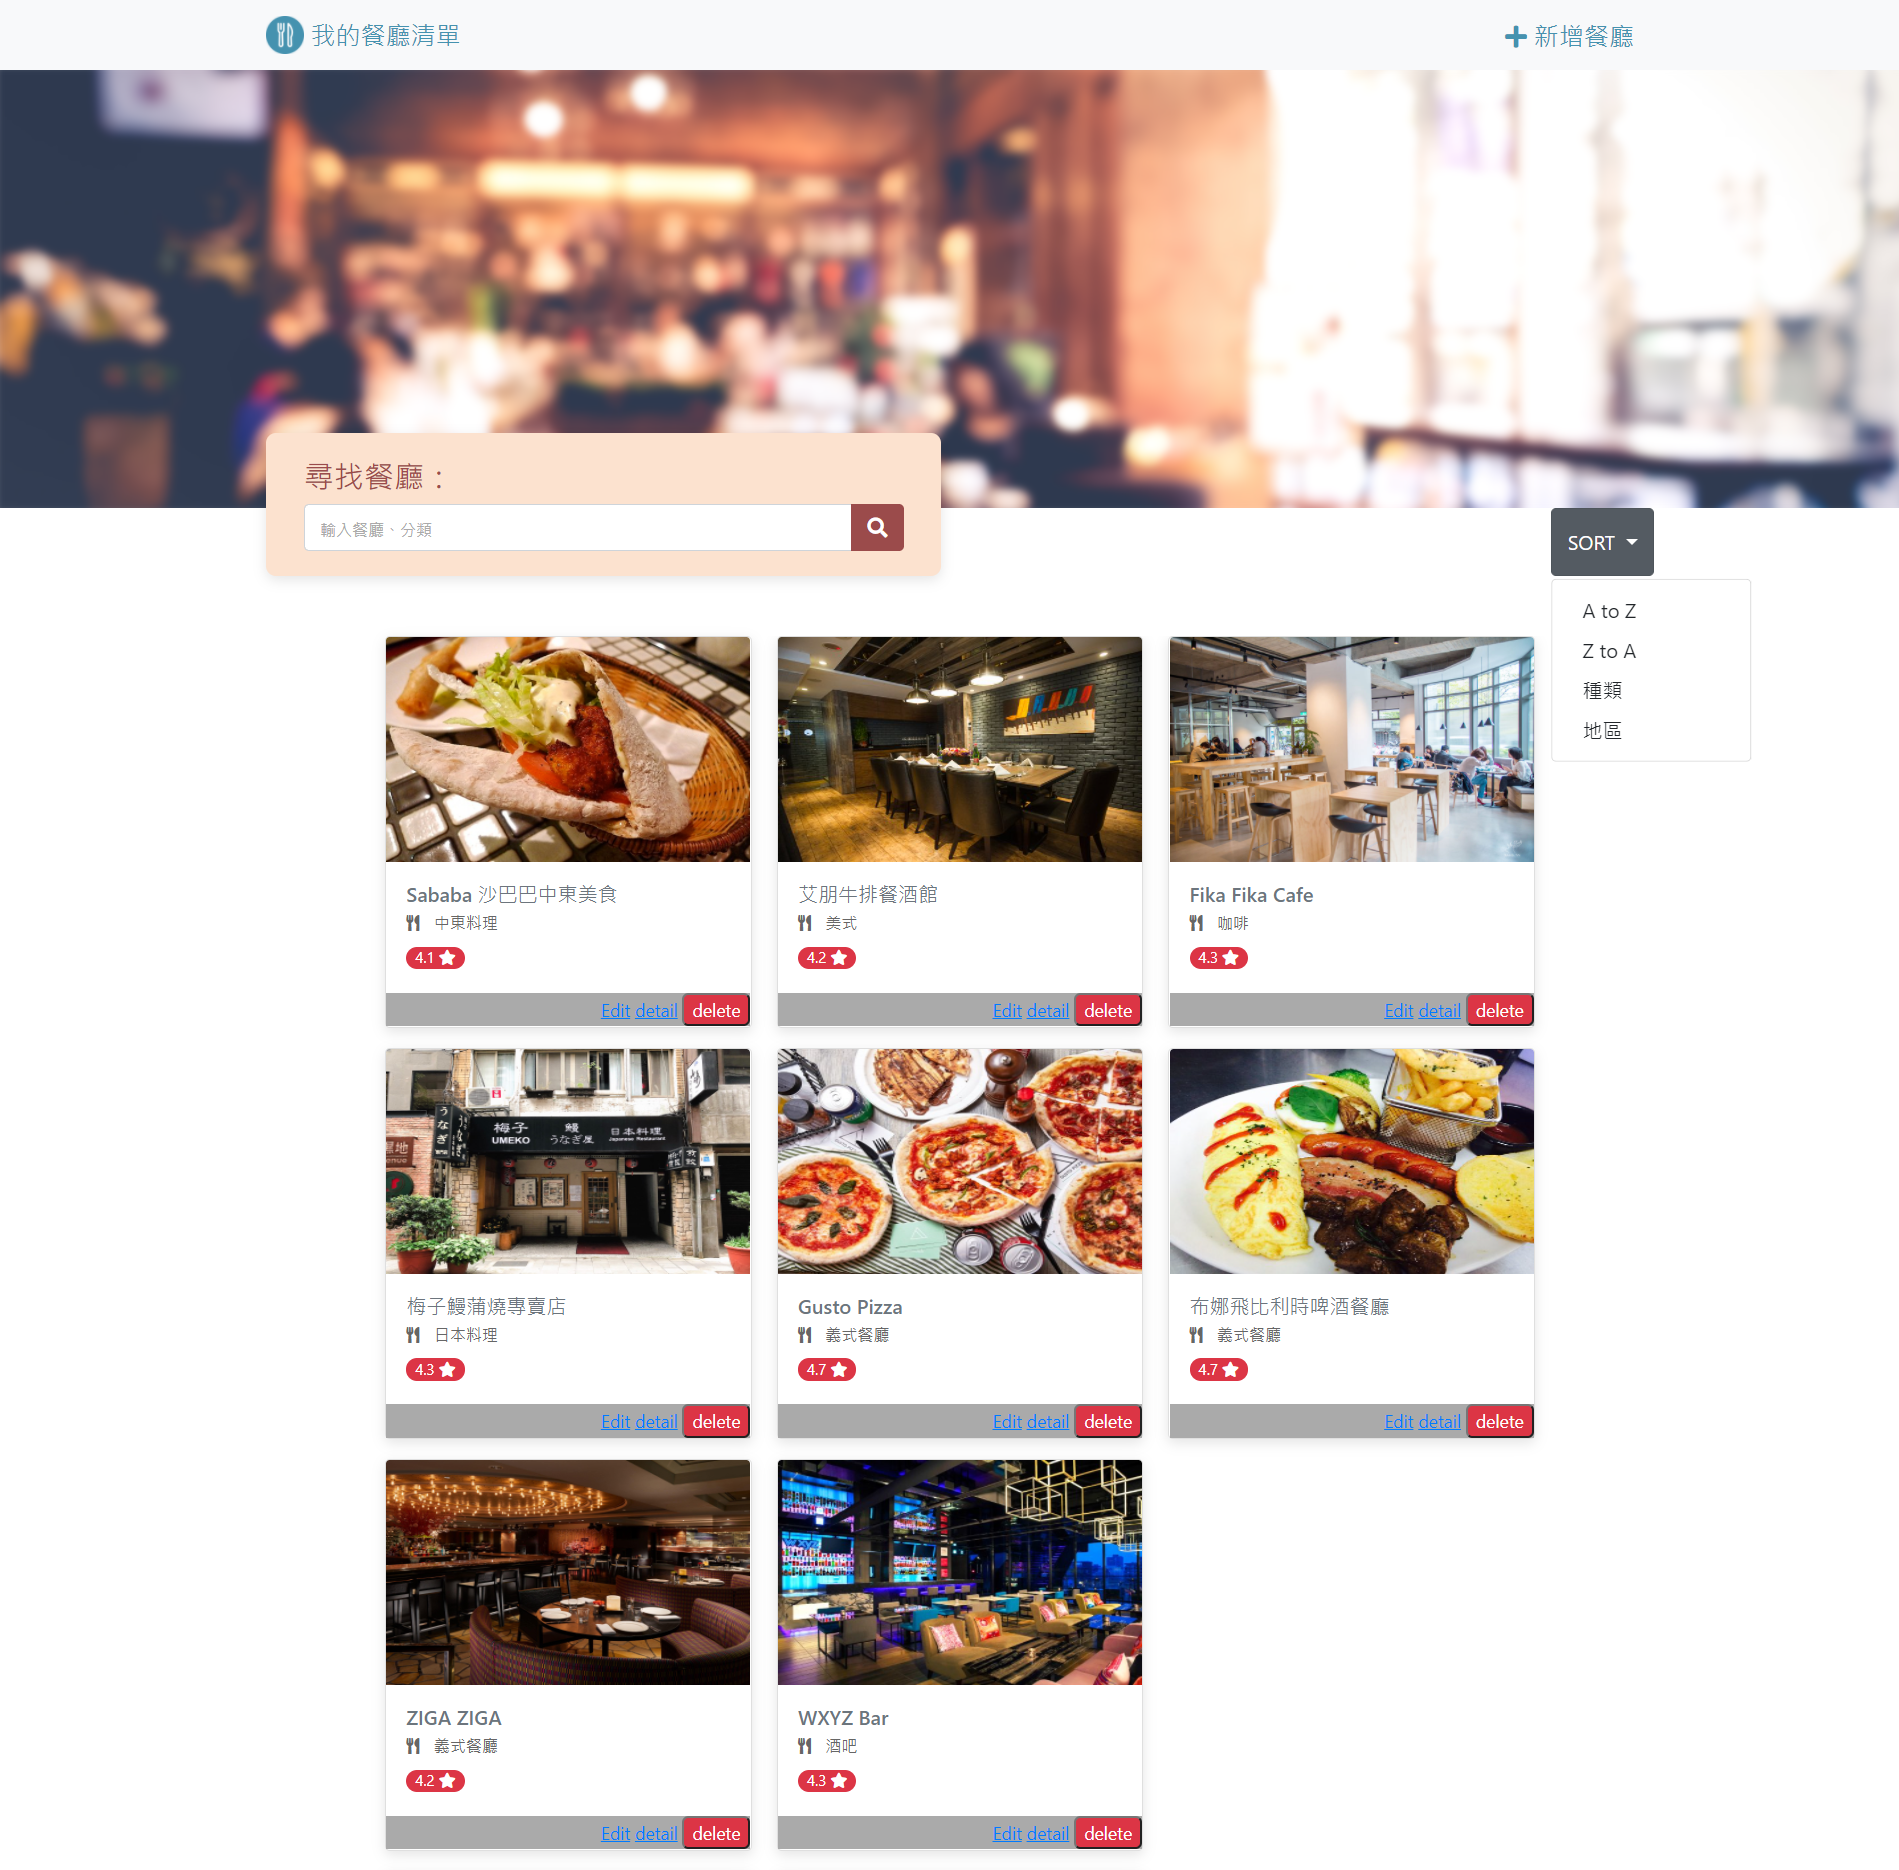 我的餐廳清單
新增餐廳
尋找餐廳：
輸入餐廳、分類
SORT
A to Z
Z to A
種類
地區
Sababa 沙巴巴中東美食
中東料理
4.1
Edit detail delete
艾朋牛排餐酒館
美式
4.2
Edit detail delete
Fika Fika Cafe
咖啡
4.3
Edit detail delete
梅子
UMEKO
鰻
うなぎ屋
日本料理
Japanese Restaurant
うなぎ
梅子鰻蒲燒專賣店
日本料理
4.3
Edit detail delete
Gusto Pizza
義式餐廳
4.7
Edit detail delete
布娜飛比利時啤酒餐廳
義式餐廳
4.7
Edit detail delete
ZIGA ZIGA
義式餐廳
4.2
Edit detail delete
WXYZ Bar
酒吧
4.3
Edit detail delete